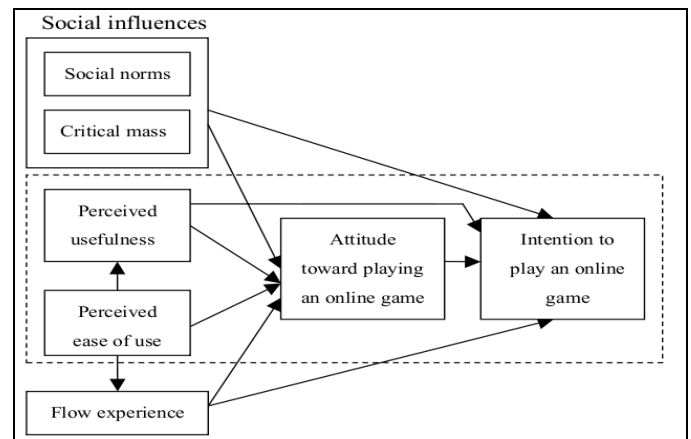 Social influences
Social norms
Critical mass
Perceived
usefulness
Perceived
ease of use
Flow experience
Attitude
toward playing
an online game
Intention to
play an online
game